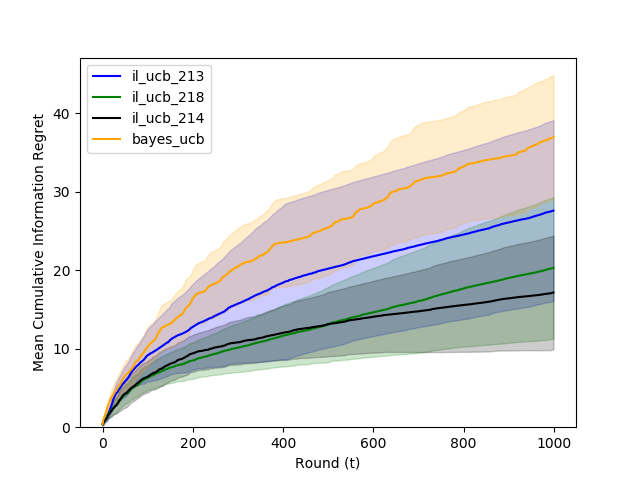 il_ucb_213
il_ucb_218
il_ucb_214
bayes_ucb
Mean Cumulative Information Regret
40
30
20
10
0
0 200 400 600 800 1000
Round (t)